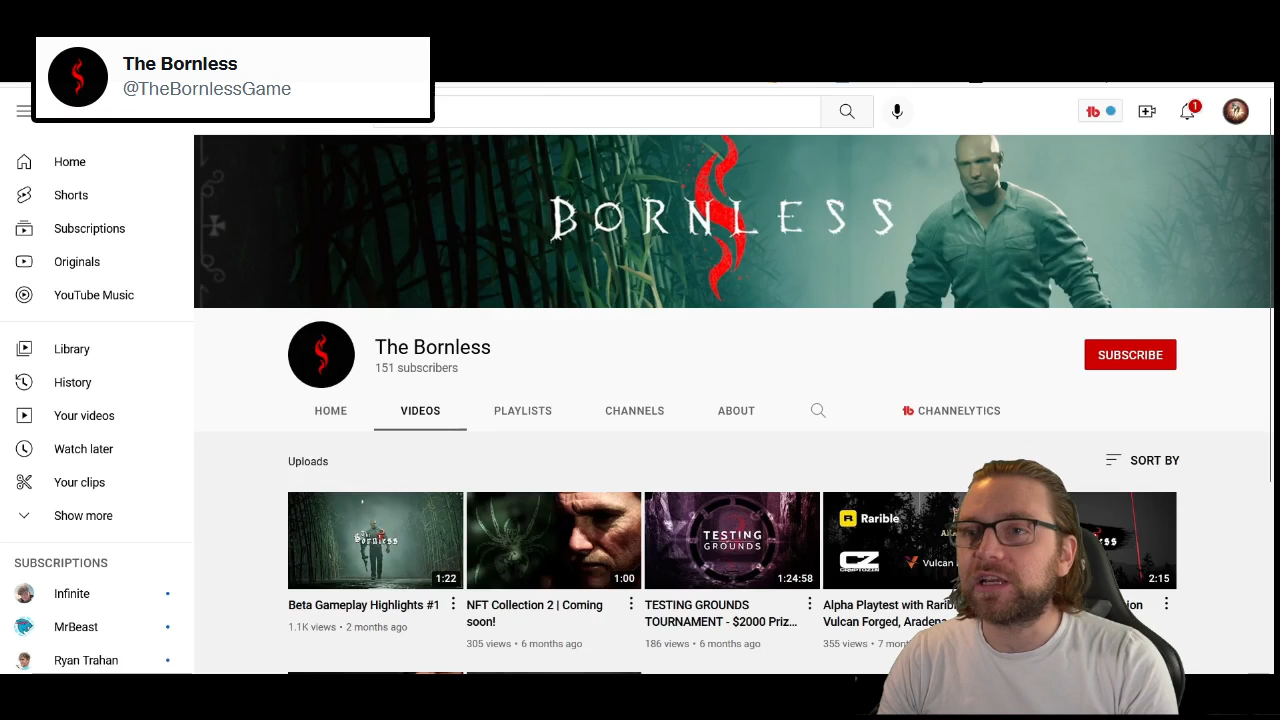 The Bornless
@TheBornlessGame
1
Home
Shorts
Subscriptions
Originals
YouTube Music
Library
History
Your videos
Watch later
Your clips
Show more
SUBSCRIPTIONS
Infinite
MrBeast
Ryan Trahan
BORNLESS
The Bornless
151 subscribers
SUBSCRIBE
HOME VIDEOS PLAYLISTS CHANNELS ABOUT CHANNELYTICS
Uploads
SORT BY
The Bornless
1:22
1:00
TESTING GROUNDS
1:24:58
Rarible
Vulcan
2:15
Beta Gameplay Highlights #1
1.1K views • 2 months ago
NFT Collection 2 | Coming
soon!
305 views • 6 months ago
TESTING GROUNDS
TOURNAMENT - $2000 Priz...
186 views • 6 months ago
Alpha Playtest with
Vulcan Forged,
355 views • 7